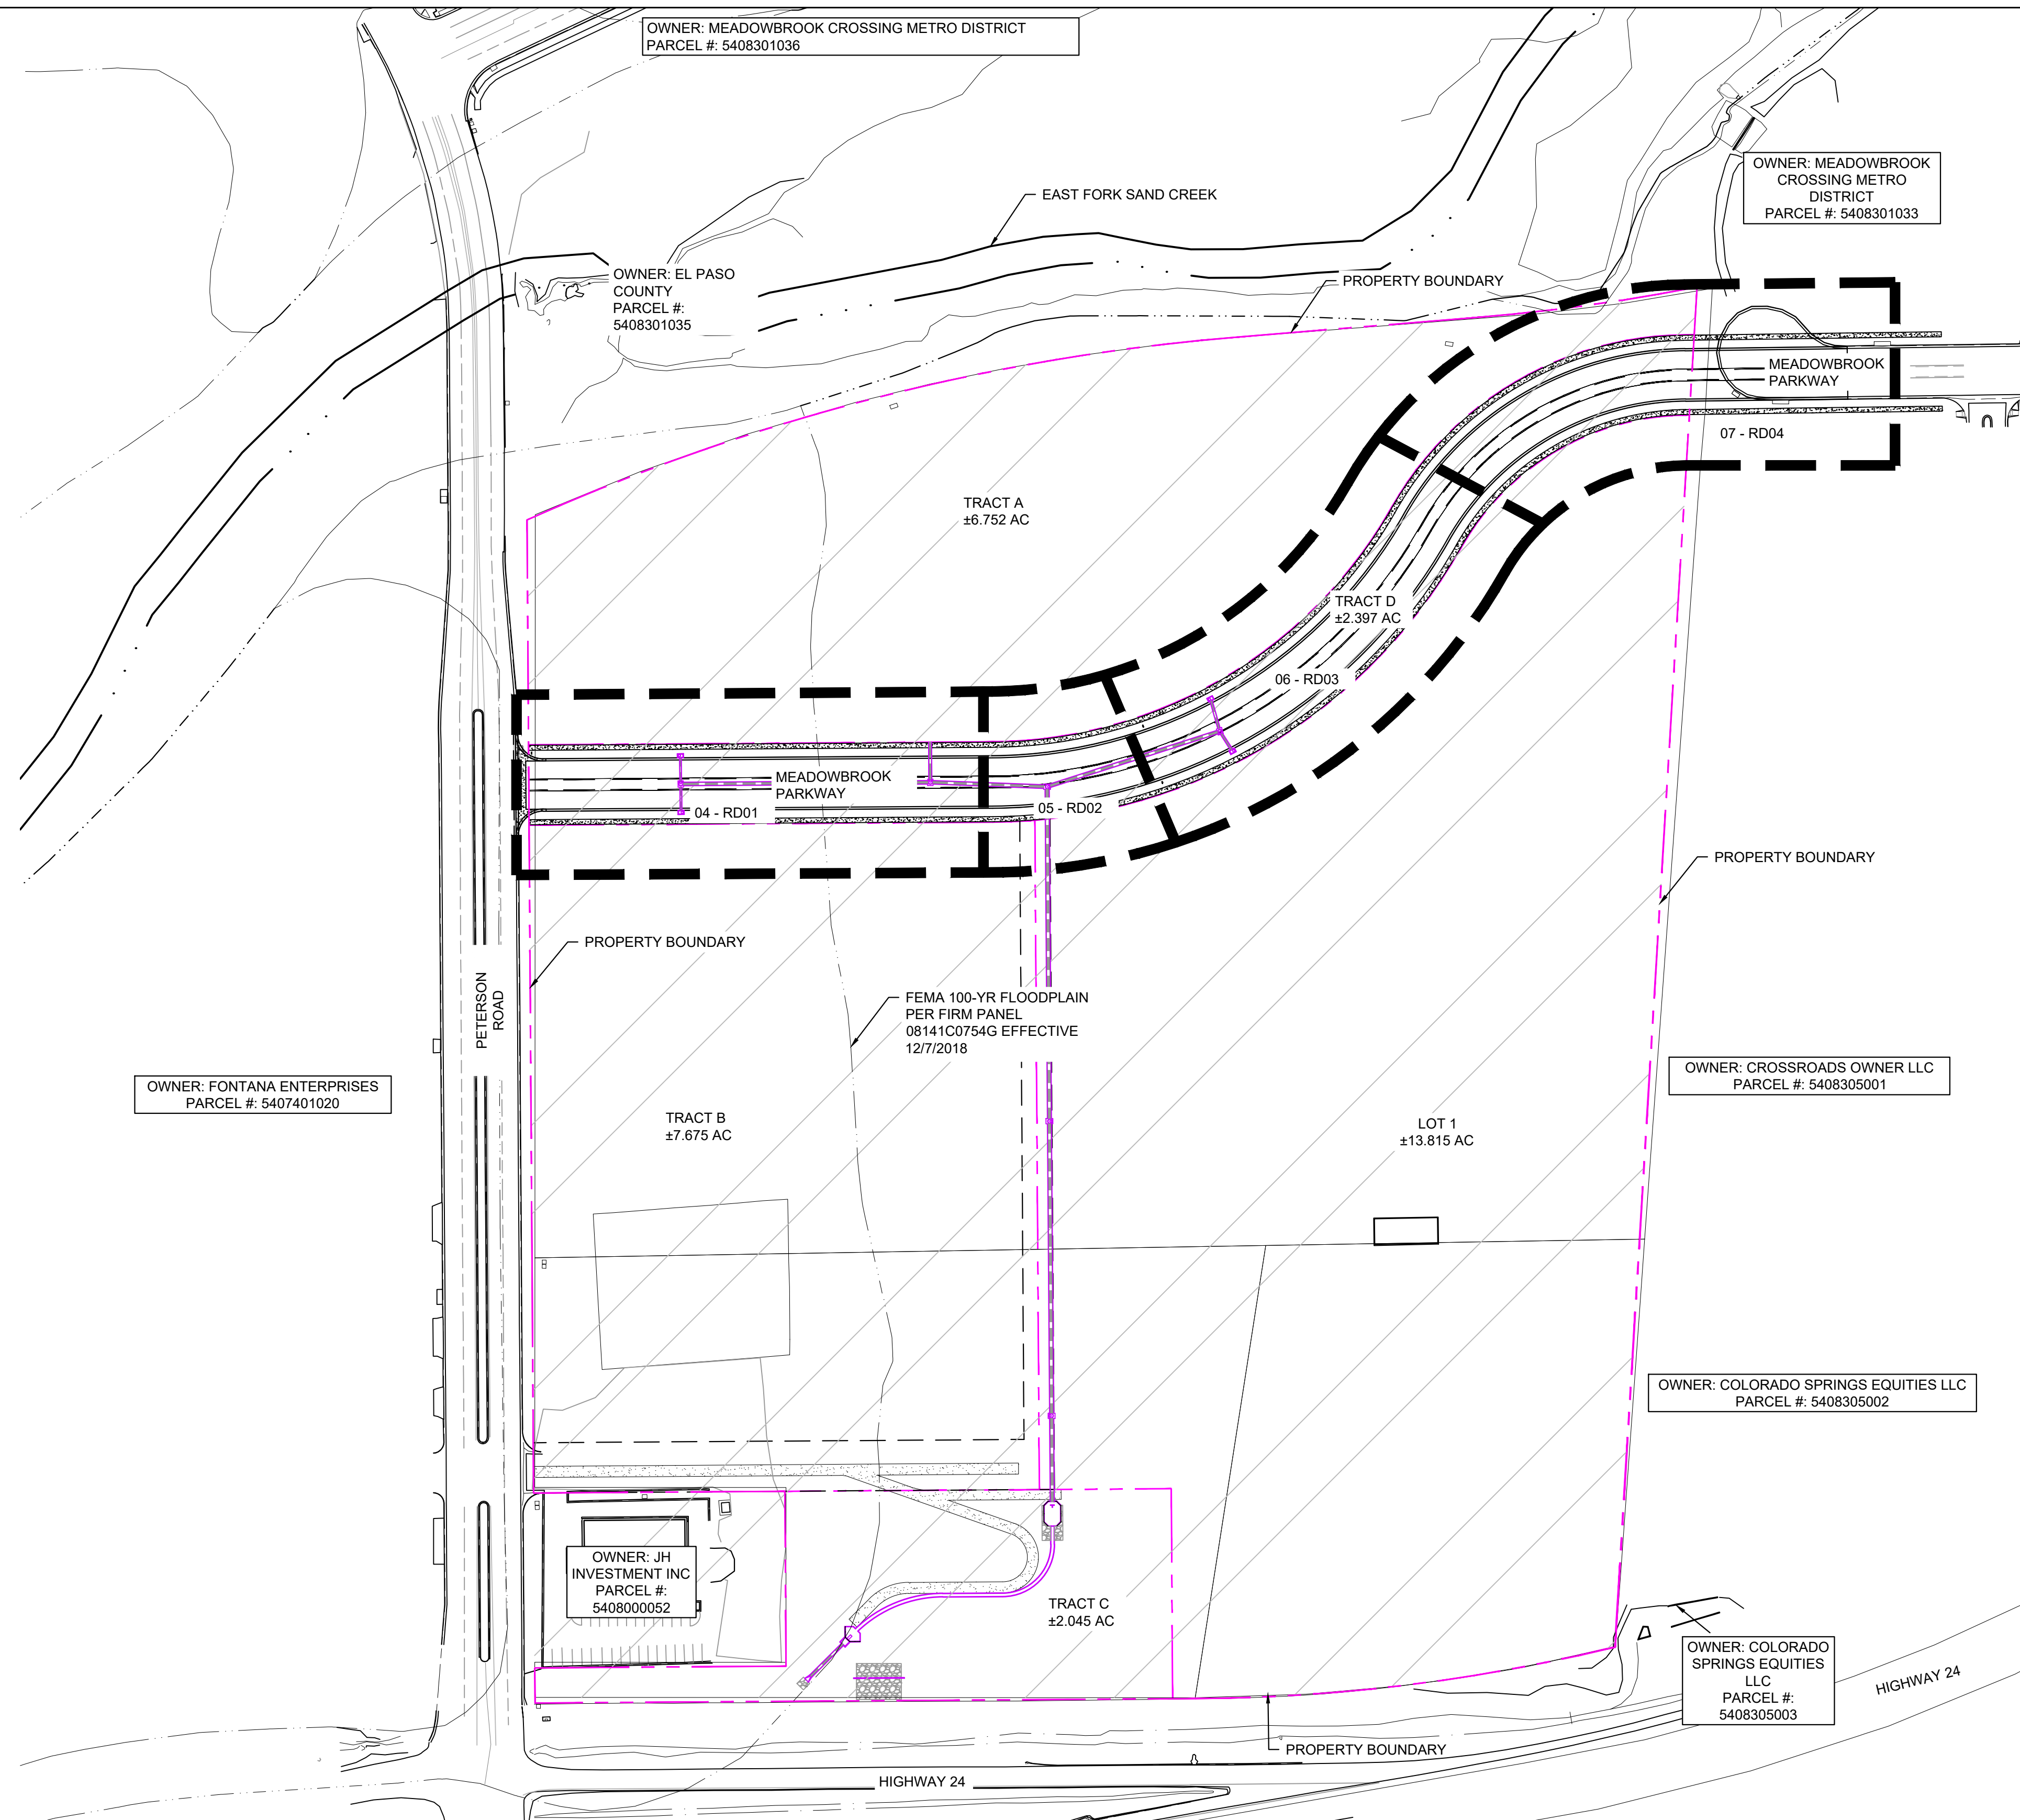 OWNER: MEADOWBROOK CROSSING METRO DISTRICT
PARCEL #: 5408301036
OWNER: MEADOWBROOK
CROSSING METRO
DISTRICT
PARCEL #: 5408301033
EAST FORK SAND CREEK
OWNER: EL PASO
COUNTY
PARCEL #:
5408301035
PROPERTY BOUNDARY
MEADOWBROOK
PARKWAY
07 - RD04
TRACT A
±6.752 AC
TRACT D
±2.397 AC
06 - RD03
MEADOWBROOK
PARKWAY
04 - RD01
05 - RD02
PROPERTY BOUNDARY
PROPERTY BOUNDARY
PETERSON
ROAD
FEMA 100-YR FLOODPLAIN
PER FIRM PANEL
08141C0754G EFFECTIVE
12/7/2018
OWNER: FONTANA ENTERPRISES
PARCEL #: 5407401020
OWNER: CROSSROADS OWNER LLC
PARCEL #: 5408305001
TRACT B
±7.675 AC
LOT 1
±13.815 AC
OWNER: COLORADO SPRINGS EQUITIES LLC
PARCEL #: 5408305002
OWNER: JH
INVESTMENT INC
PARCEL #:
5408000052
TRACT C
±2.045 AC
OWNER: COLORADO
SPRINGS EQUITIES
LLC
PARCEL #:
5408305003
HIGHWAY 24
PROPERTY BOUNDARY
HIGHWAY 24